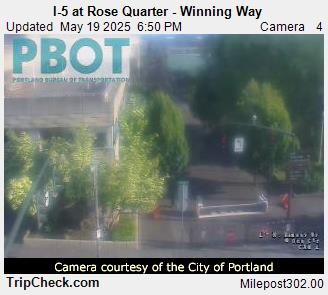 I-5 at Rose Quarter - Winning Way
Updated May 19 2025 6:50 PM Camera 4
PBOT
PORTLAND BUREAU OF TRANSPORTATION
Camera courtesy of the City of Portland
TripCheck.com Milepost302.00